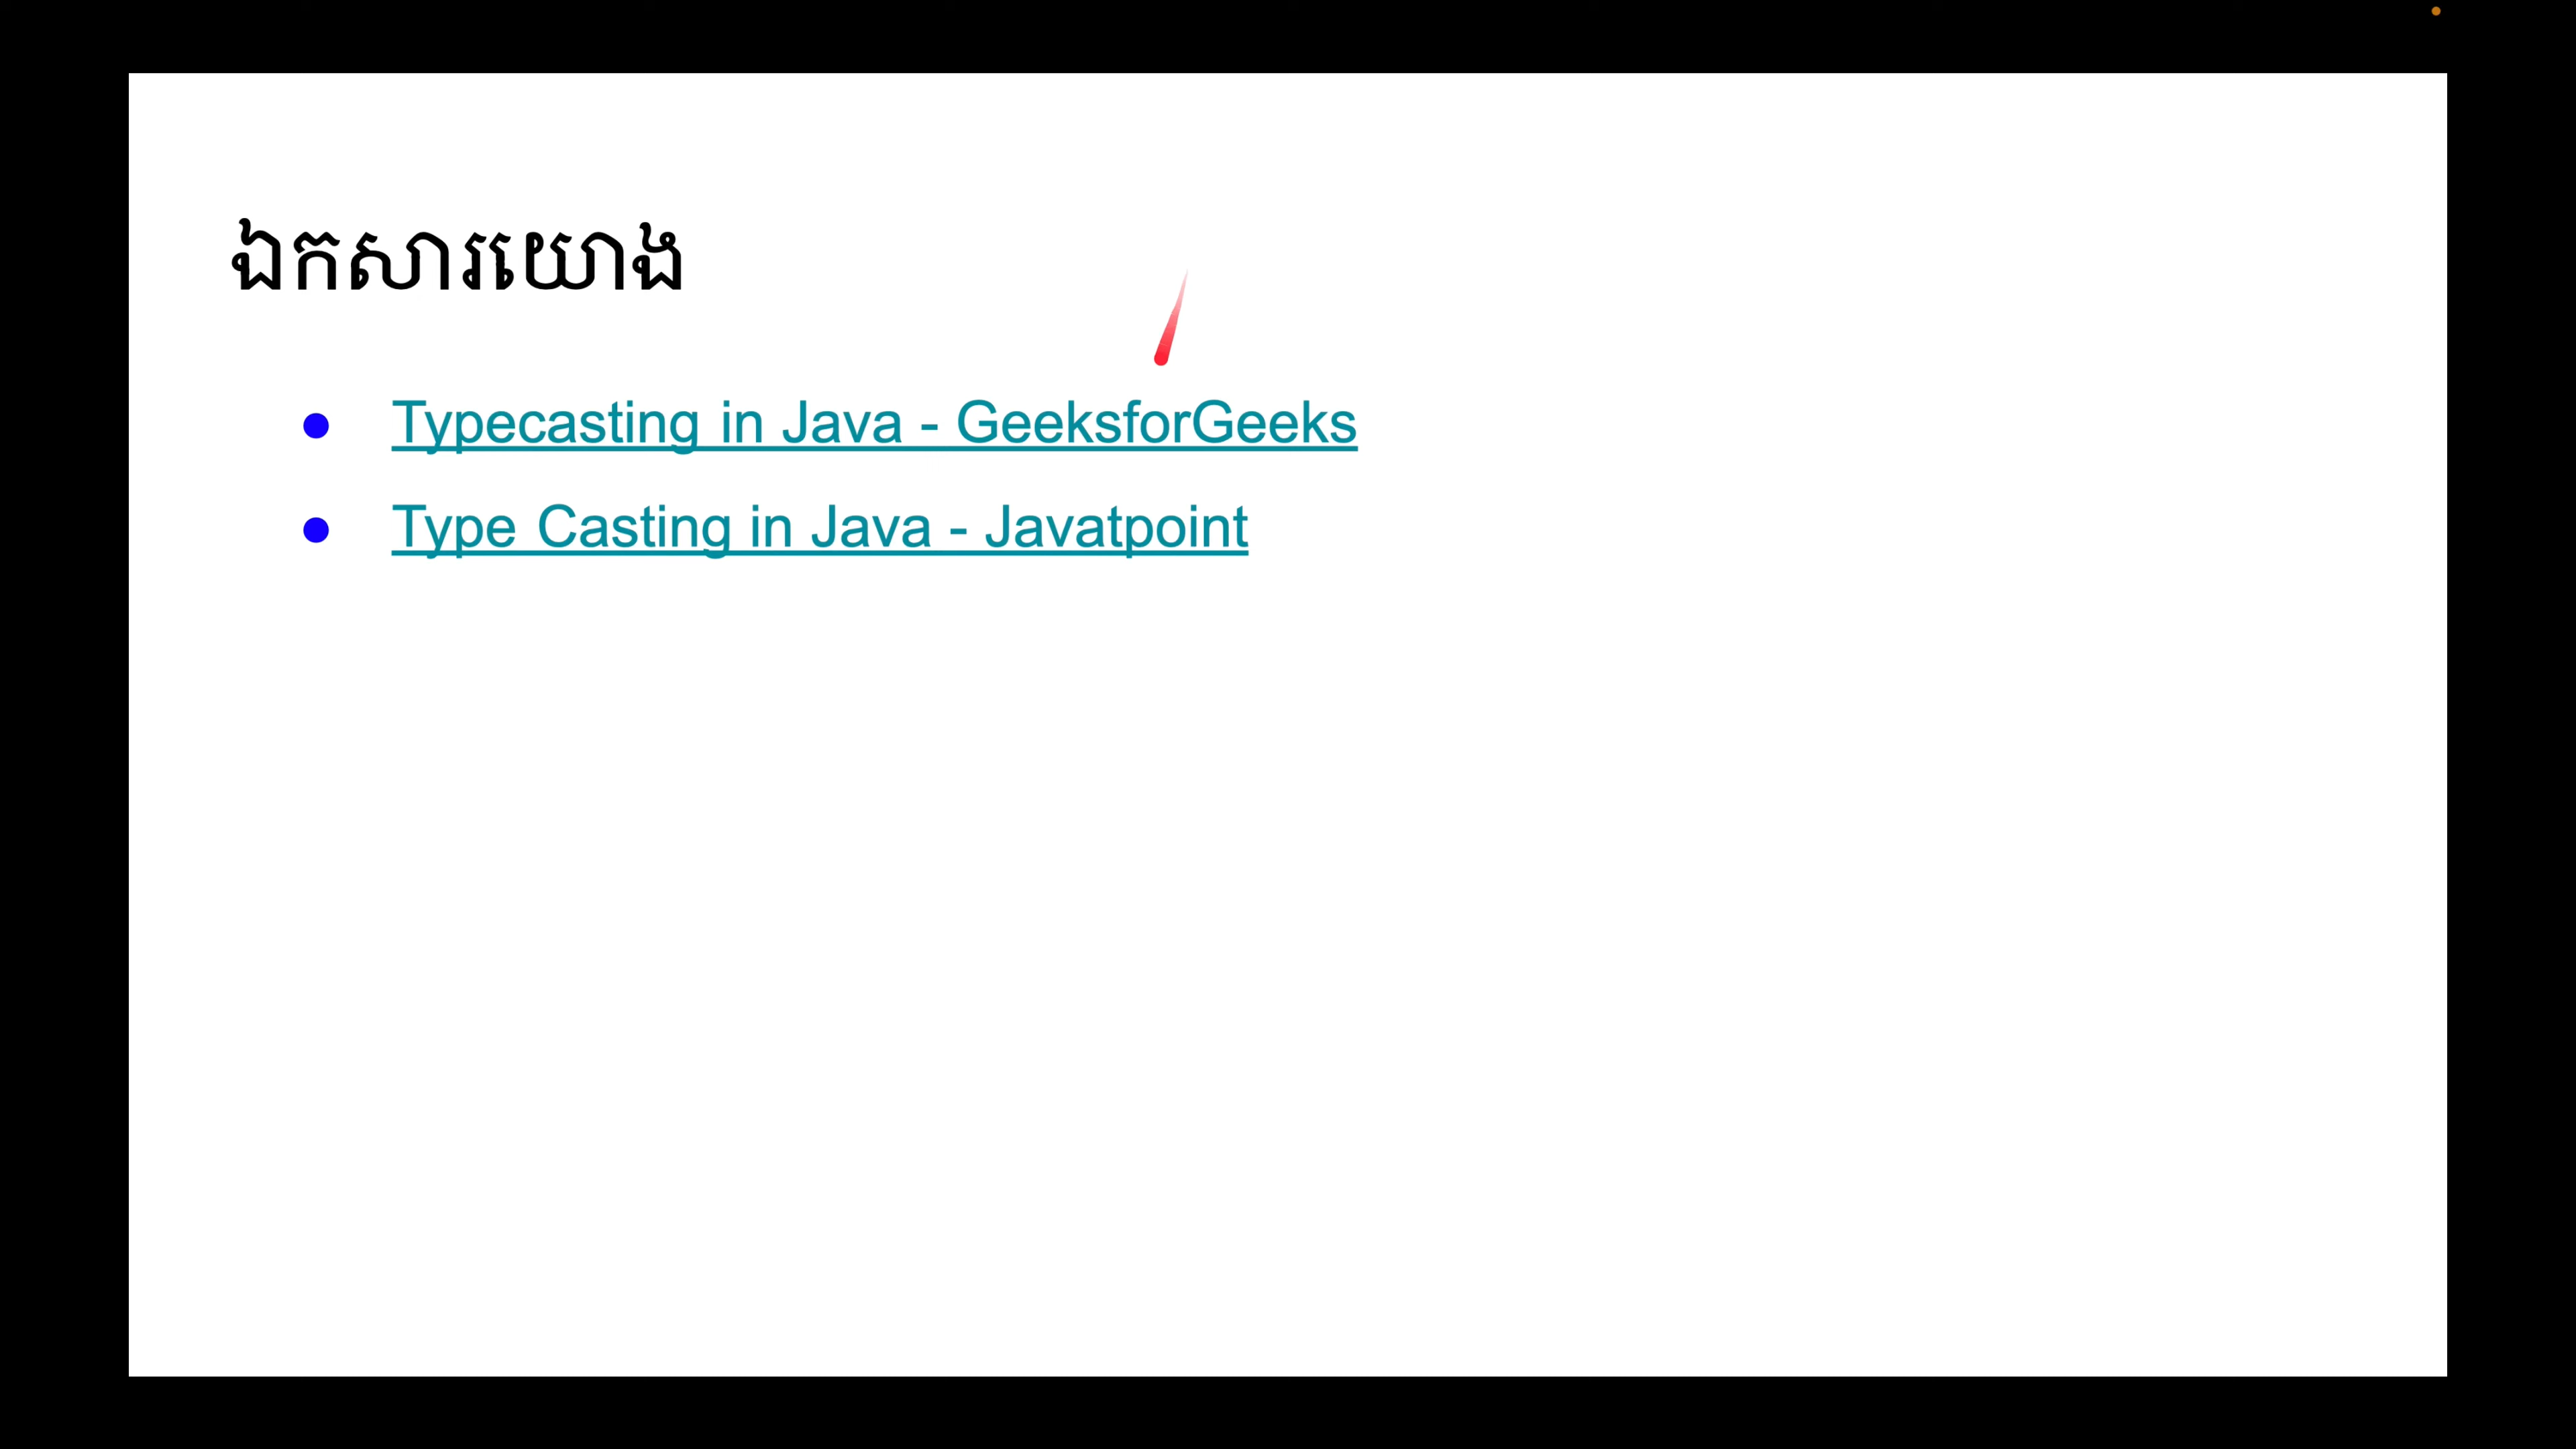 ឯកសារយោង
● Typecasting in Java - GeeksforGeeks
● Type Casting in Java - Javatpoint